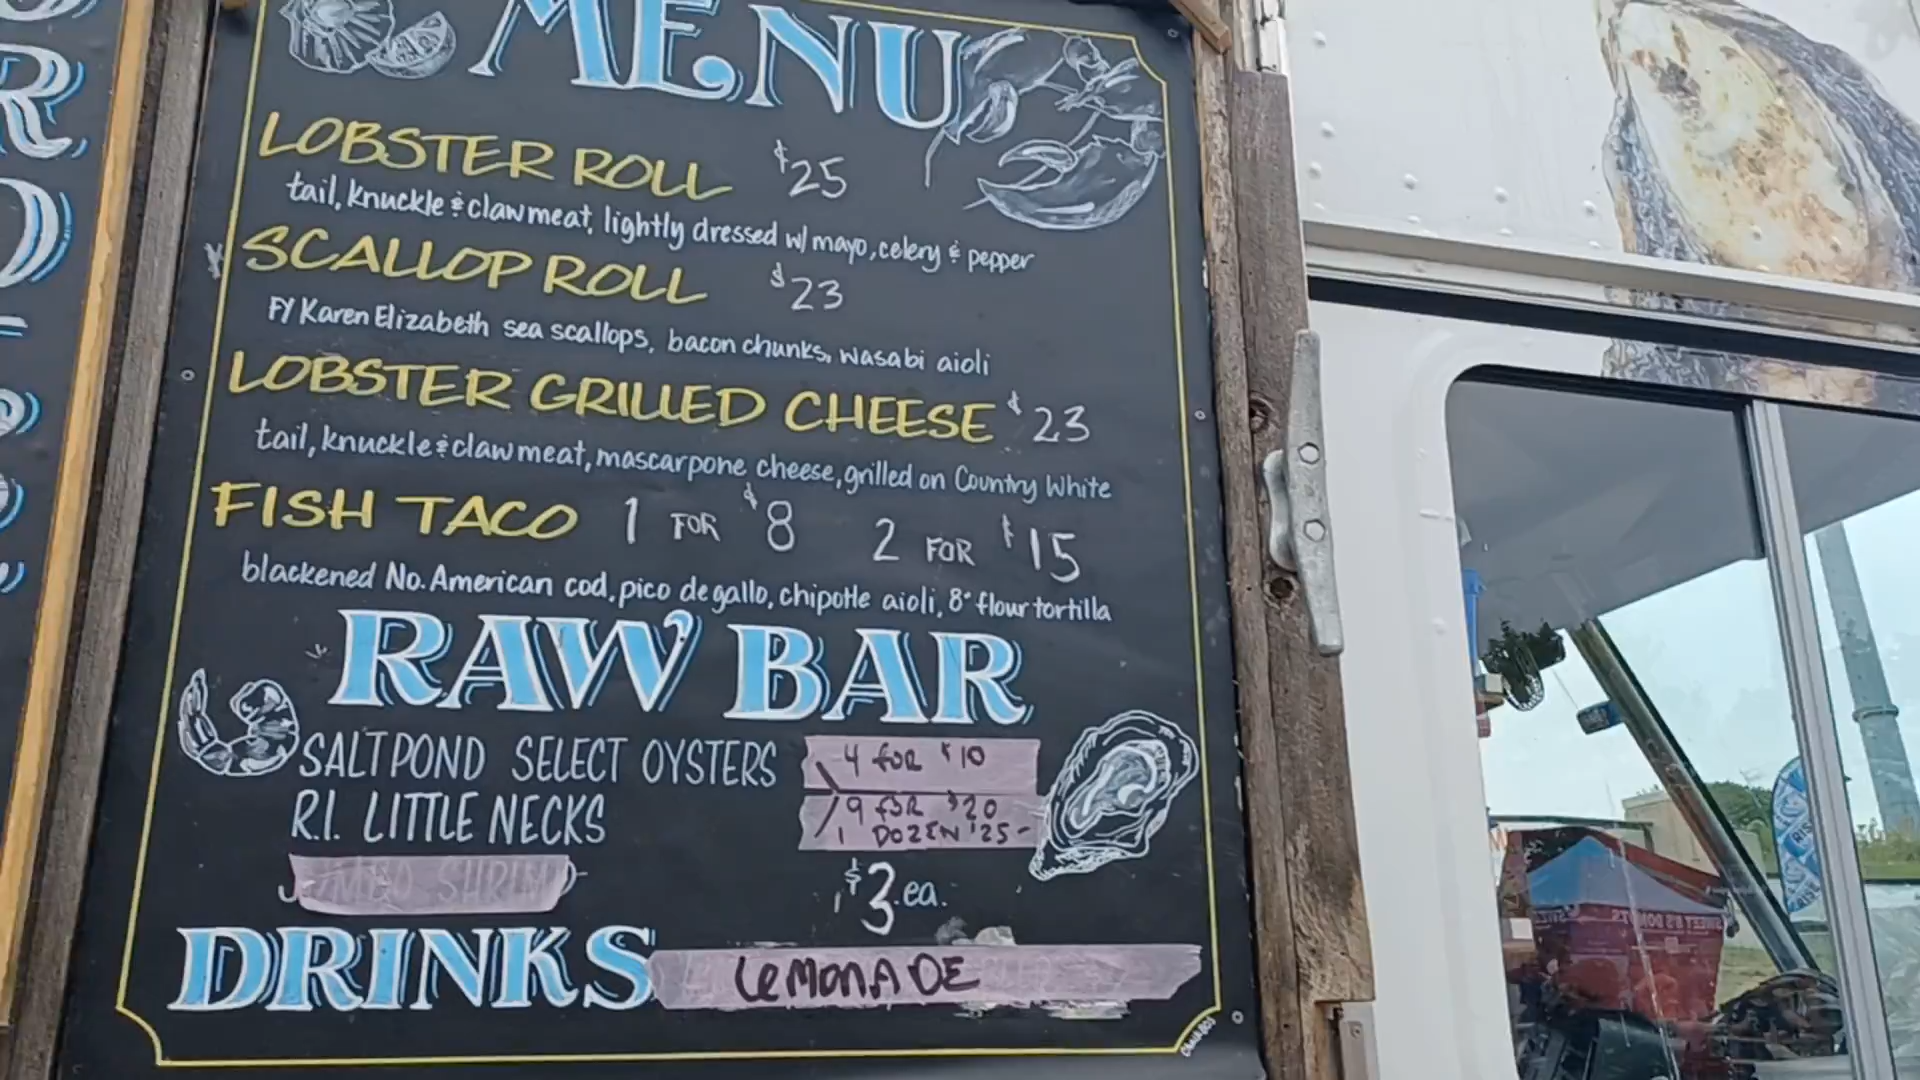 MENU
LOBSTER ROLL $25
tail, knuckle & claw meat, lightly dressed w/ mayo, celery & pepper
SCALLOP ROLL $23
FV Karen Elizabeth sea scallops, bacon chunks, wasabi aioli
LOBSTER GRILLED CHEESE $23
tail, knuckle & claw meat, mascarpone cheese, grilled on Country White
FISH TACO 1 FOR $8 2 FOR $15
blackened No. American cod, pico de gallo, chipotle aioli, 8" flour tortilla
RAW BAR
SALT POND SELECT OYSTERS 4 FOR $10
R.I. LITTLE NECKS 9 FOR $20
1 DOZEN $25-
JUMBO SHRIMP $3 ea.
DRINKS LEMONADE